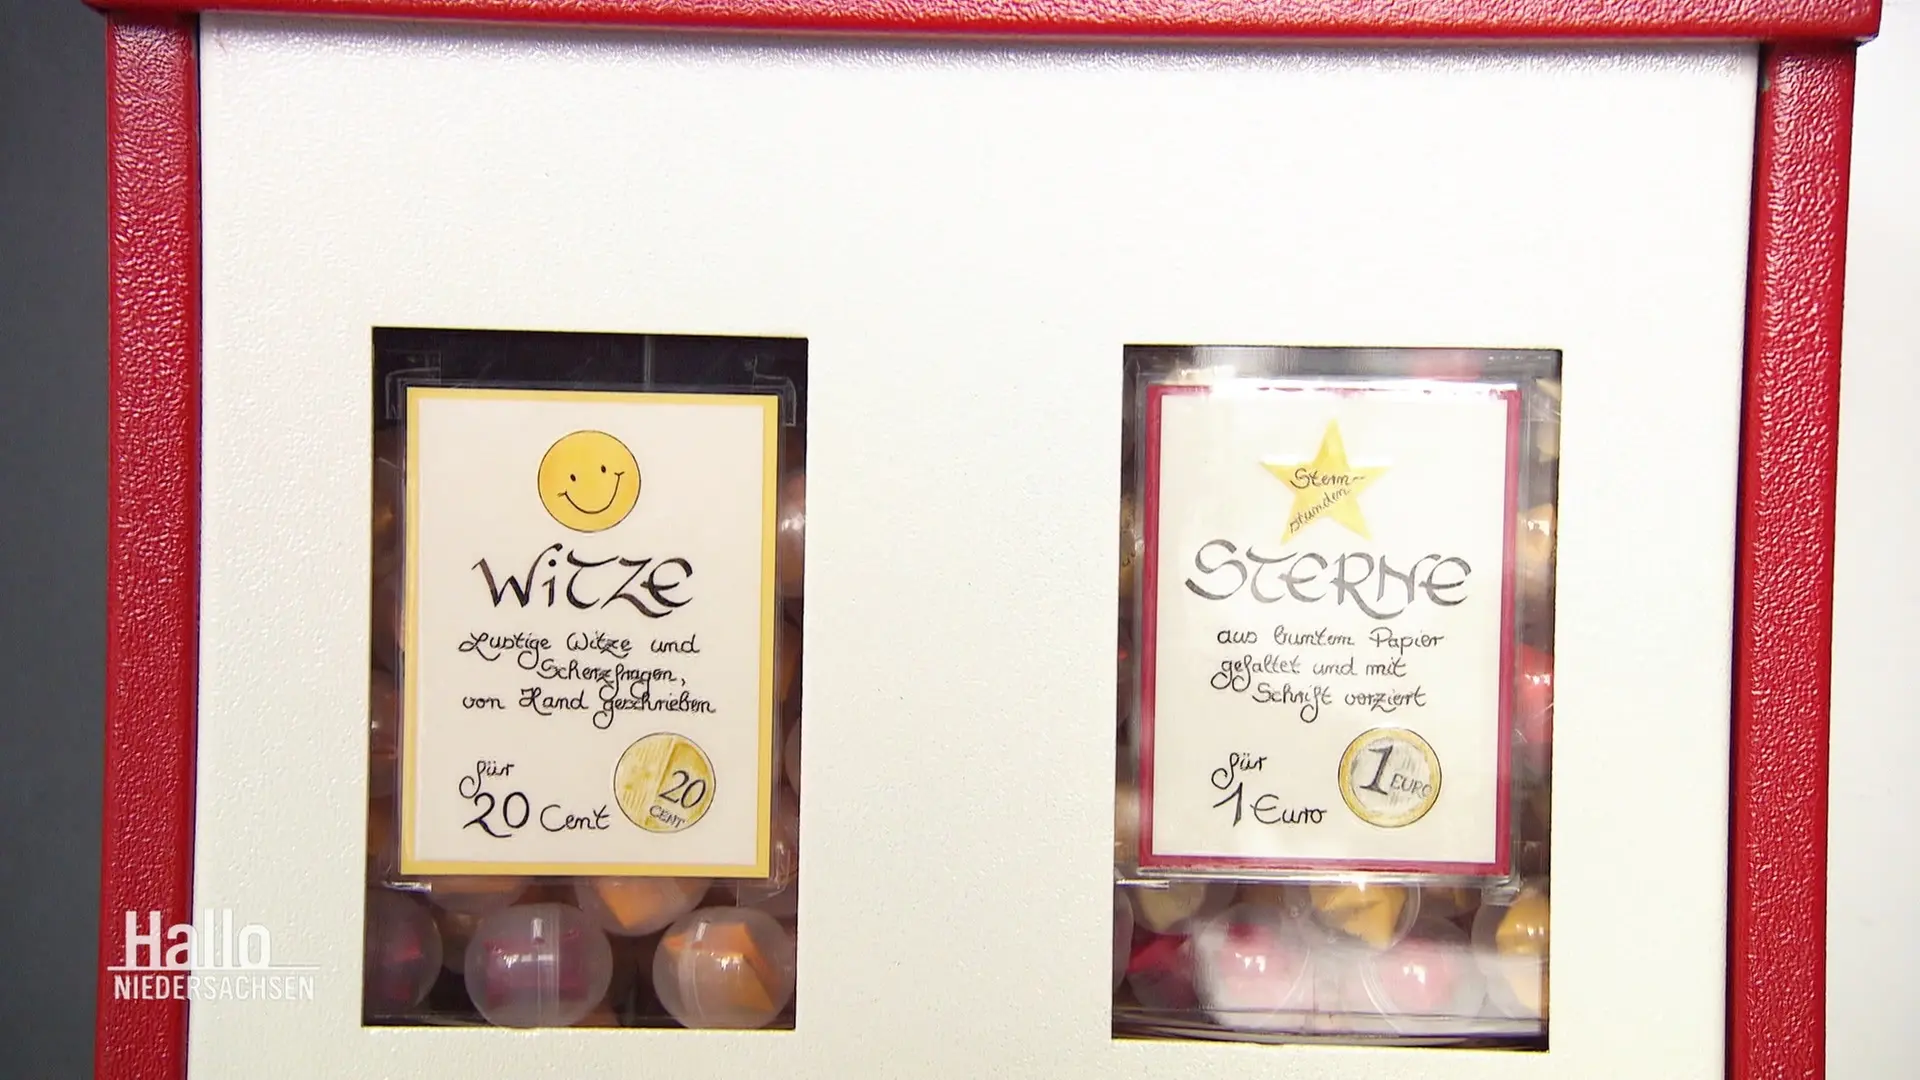 WiTZE
Lustige Witze und
Scherzfragen,
von Hand geschrieben
für
20 Cent
20
CENT
Stern-
stunden
STERNE
aus buntem Papier
gefaltet und mit
Schrift verziert
für
1 Euro
1 EURO
Hallo
NIEDERSACHSEN